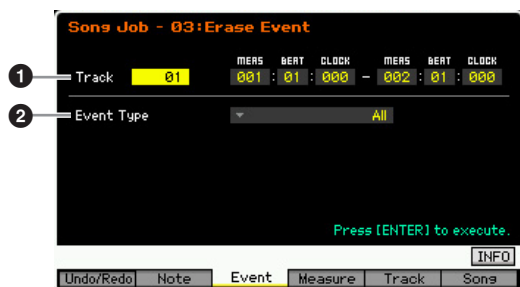 Song Job - 03:Erase Event
MEAS BEAT CLOCK MEAS BEAT CLOCK
1 Track 01 001 : 01 : 000 - 002 : 01 : 000
2 Event Type All
Press [ENTER] to execute.
INFO
Undo/Redo Note Event Measure Track Song